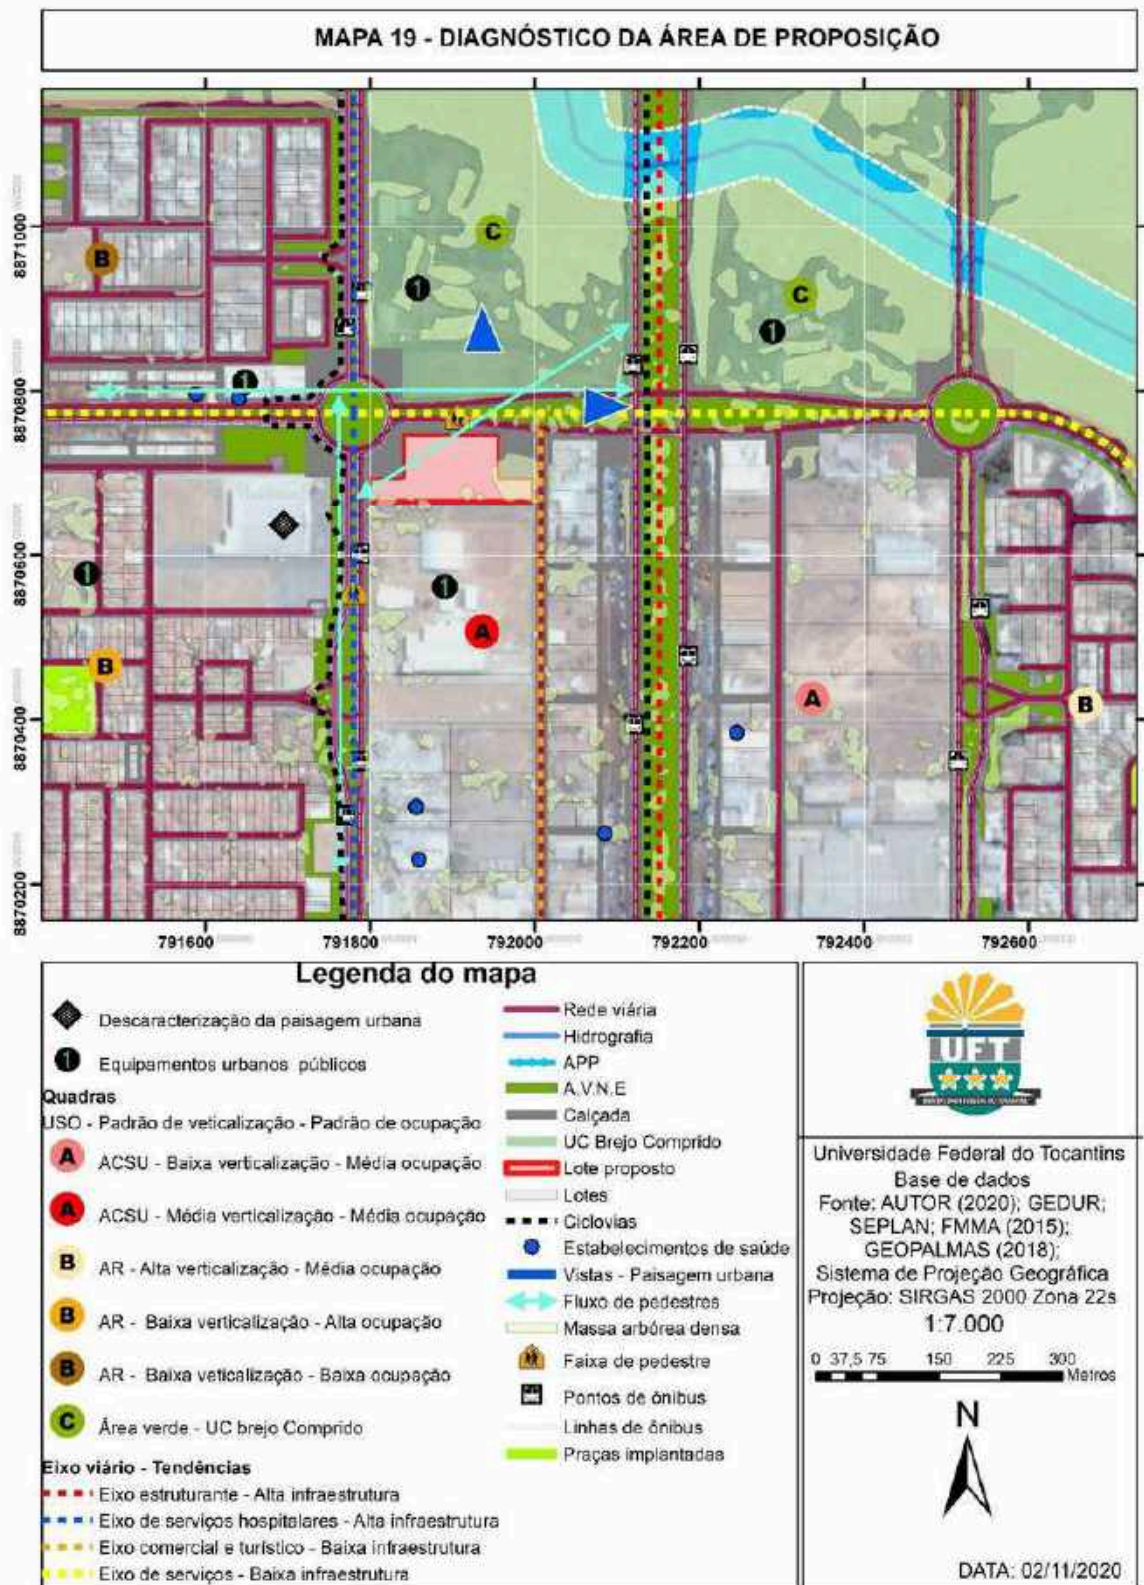 MAPA 19 - DIAGNÓSTICO DA ÁREA DE PROPOSIÇÃO
8871000
8870800
8870600
8870400
8870200
C
B
1
C
1
1
1
1
A
B
A
B
791600
791800
792000
792200
792400
792600
Legenda do mapa
Descaracterização da paisagem urbana
1 Equipamentos urbanos públicos
Quadras
USO - Padrão de veticalização - Padrão de ocupação
A ACSU - Baixa verticalização - Média ocupação
A ACSU - Média verticalização - Média ocupação
B AR - Alta verticalização - Média ocupação
B AR - Baixa verticalização - Alta ocupação
B AR - Baixa veticalização - Baixa ocupação
C Área verde - UC brejo Comprido
Eixo viário - Tendências
Eixo estruturante - Alta infraestrutura
Eixo de serviços hospitalares - Alta infraestrutura
Eixo comercial e turístico - Baixa infraestrutura
Eixo de serviços - Baixa infraestrutura
Rede viária
Hidrografia
APP
A.V.N.E
Calçada
UC Brejo Comprido
Lote proposto
Lotes
Ciclovias
Estabelecimentos de saúde
Vistas - Paisagem urbana
Fluxo de pedestres
Massa arbórea densa
Faixa de pedestre
Pontos de ônibus
Linhas de ônibus
Praças implantadas
UFT
Universidade Federal do Tocantins
Base de dados
Fonte: AUTOR (2020); GEDUR;
SEPLAN; FMMA (2015);
GEOPALMAS (2018);
Sistema de Projeção Geográfica
Projeção: SIRGAS 2000 Zona 22s
1:7.000
0 37,5 75 150 225 300
Metros
N
DATA: 02/11/2020